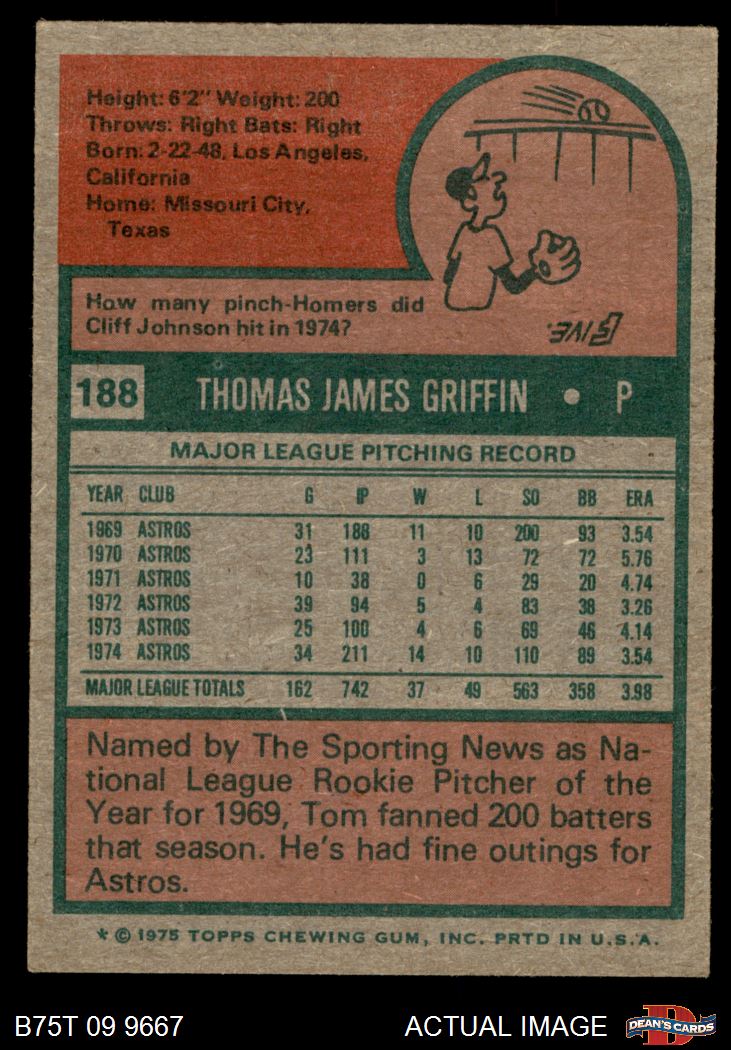 Height: 6'2" Weight: 200
Throws: Right Bats: Right
Born: 2-22-48, Los Angeles,
California
Home: Missouri City,
Texas
How many pinch-Homers did
Cliff Johnson hit in 1974?
FIVE.
188 THOMAS JAMES GRIFFIN • P
MAJOR LEAGUE PITCHING RECORD
YEAR CLUB G IP W L SO BB ERA
1969 ASTROS 31 188 11 10 200 93 3.54
1970 ASTROS 23 111 3 13 72 72 5.76
1971 ASTROS 10 38 0 6 29 20 4.74
1972 ASTROS 39 94 5 4 83 38 3.26
1973 ASTROS 25 100 4 6 69 46 4.14
1974 ASTROS 34 211 14 10 110 89 3.54
MAJOR LEAGUE TOTALS 162 742 37 49 563 358 3.98
Named by The Sporting News as Na-
tional League Rookie Pitcher of the
Year for 1969, Tom fanned 200 batters
that season. He's had fine outings for
Astros.
* © 1975 TOPPS CHEWING GUM, INC. PRTD IN U.S.A.
B75T 09 9667 ACTUAL IMAGE D DEAN'S CARDS